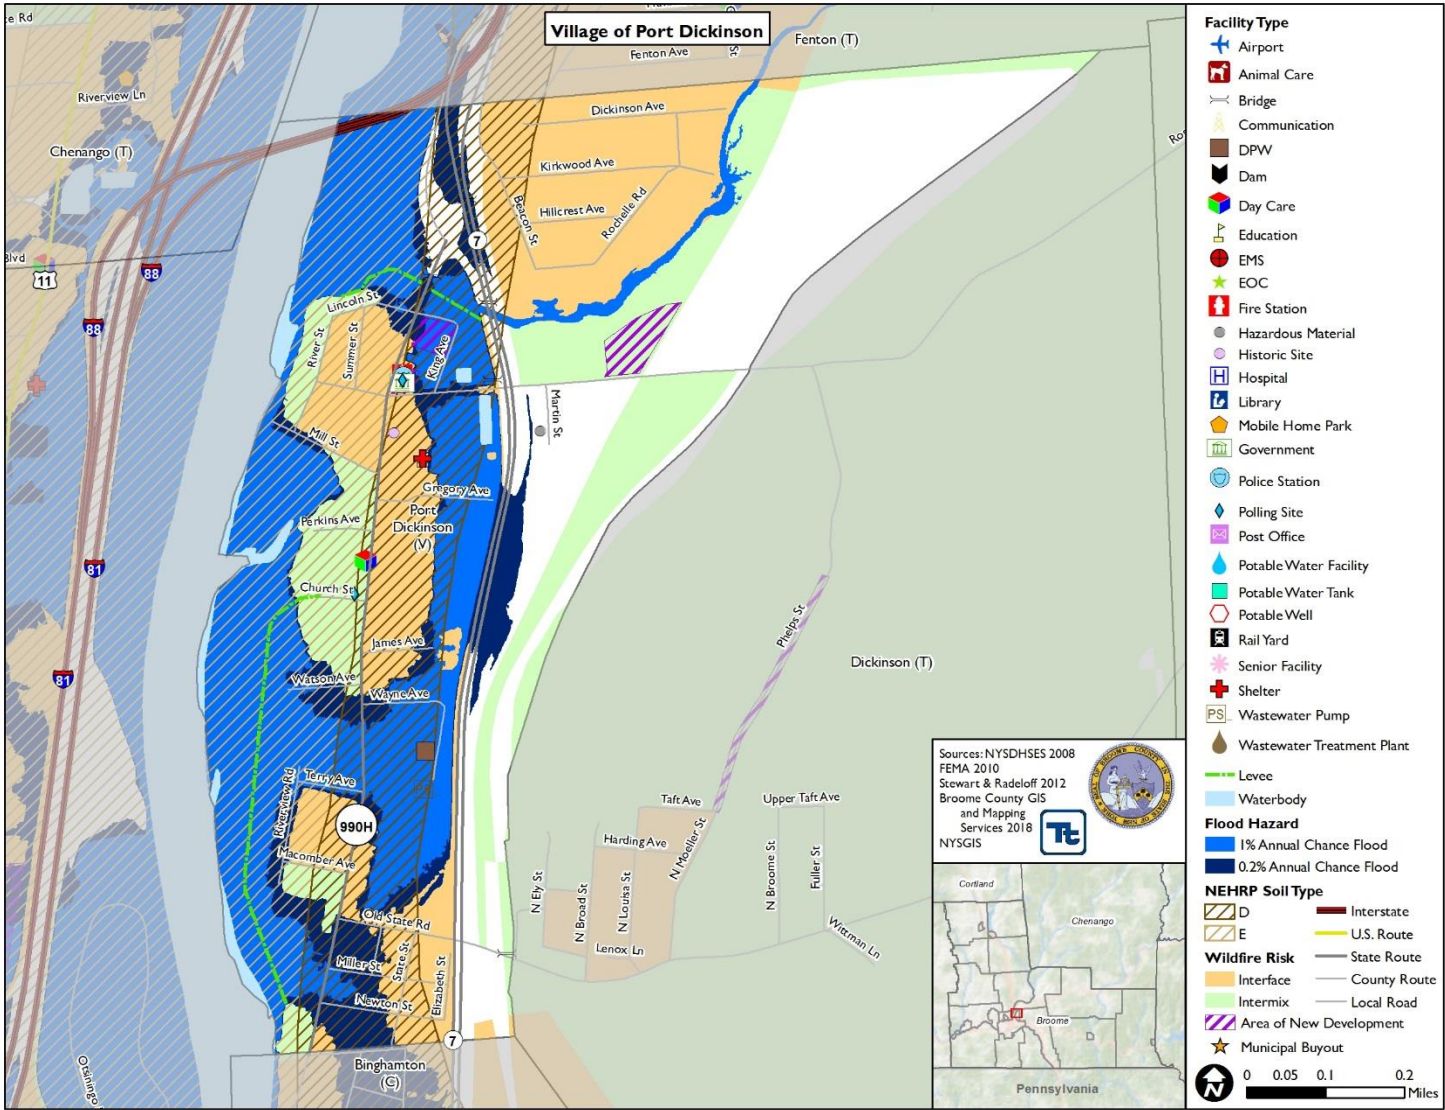 Village of Port Dickinson
Fenton (T)
Fenton Ave
Riverview Ln
Chenango (T)
Dickinson Ave
Kirkwood Ave
Hillcrest Ave
Beacon St
Rochelle Rd
7
11
88
88
Lincoln St
River St
Summer St
King Ave
Martin St
Mill St
Gregory Ave
Port
Dickinson
(V)
Perkins Ave
81
Church St
James Ave
Phelps St
Dickinson (T)
81
Watson Ave
Wayne Ave
Terry Ave
Riverview Rd
990H
Macomber Ave
Taft Ave
Upper Taft Ave
Harding Ave
N Moeller St
N Ely St
N Broad St
N Louisa St
N Broome St
Fuller St
Lenox Ln
Wittman Ln
Old State Rd
Miller St
State St
Elizabeth St
Newton St
7
Binghamton
(C)
Otsiningo
Sources: NYSDHSES 2008
FEMA 2010
Stewart & Radeloff 2012
Broome County GIS
and Mapping
Services 2018
NYSGIS
Tt
Cortland
Chenango
Broome
Pennsylvania
Facility Type
Airport
Animal Care
Bridge
Communication
DPW
Dam
Day Care
Education
EMS
EOC
Fire Station
Hazardous Material
Historic Site
H Hospital
Library
Mobile Home Park
Government
Police Station
Polling Site
Post Office
Potable Water Facility
Potable Water Tank
Potable Well
Rail Yard
Senior Facility
Shelter
PS Wastewater Pump
Wastewater Treatment Plant
Levee
Waterbody
Flood Hazard
1% Annual Chance Flood
0.2% Annual Chance Flood
NEHRP Soil Type
D
E
Interstate
U.S. Route
State Route
County Route
Local Road
Wildfire Risk
Interface
Intermix
Area of New Development
Municipal Buyout
N
0 0.05 0.1 0.2
Miles